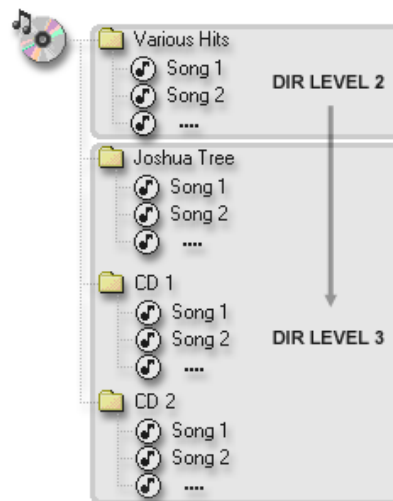 Various Hits
Song 1
Song 2
....
DIR LEVEL 2
Joshua Tree
Song 1
Song 2
....
CD 1
Song 1
Song 2
....
DIR LEVEL 3
CD 2
Song 1
Song 2
....